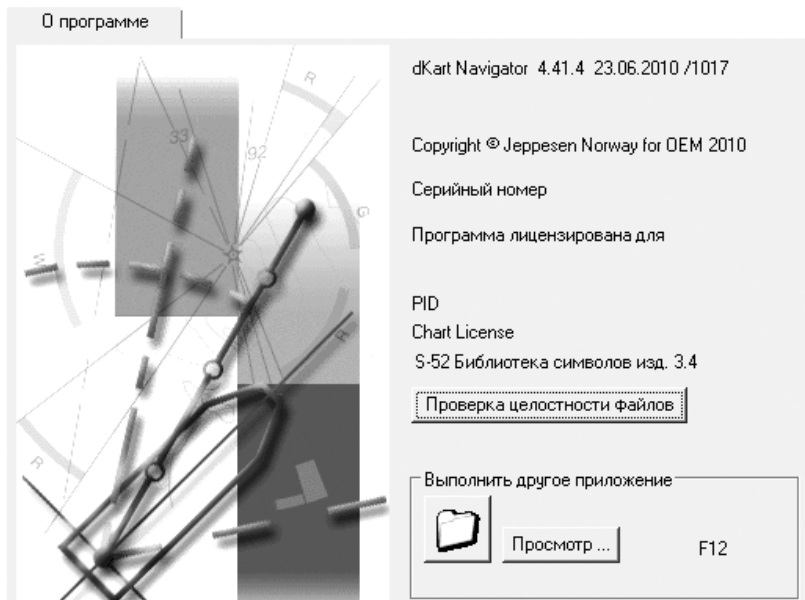 О программе
dKart Navigator 4.41.4 23.06.2010 /1017
Copyright © Jeppesen Norway for OEM 2010
Серийный номер
Программа лицензирована для
PID
Chart License
S-52 Библиотека символов изд. 3.4
Проверка целостности файлов
Выполнить другое приложение
Просмотр ...
F12
R
33
92
G
W
R
R